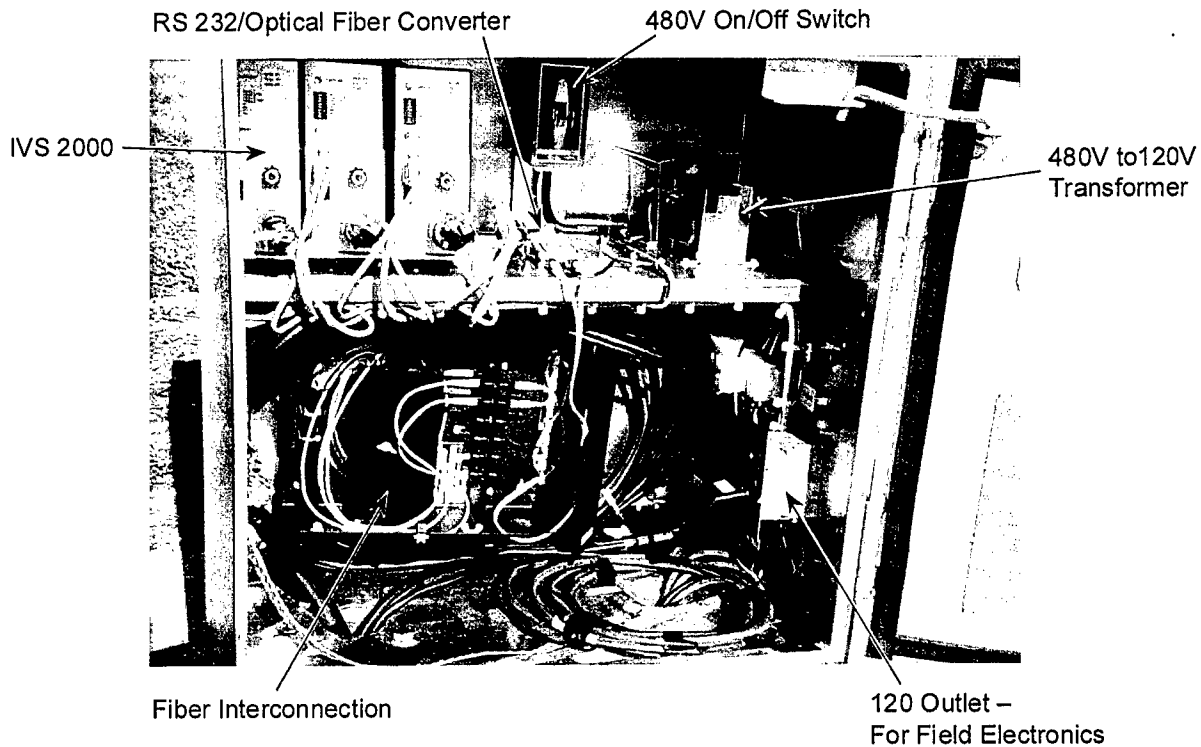 RS 232/Optical Fiber Converter
480V On/Off Switch
IVS 2000
480V to120V
Transformer
Fiber Interconnection
120 Outlet –
For Field Electronics